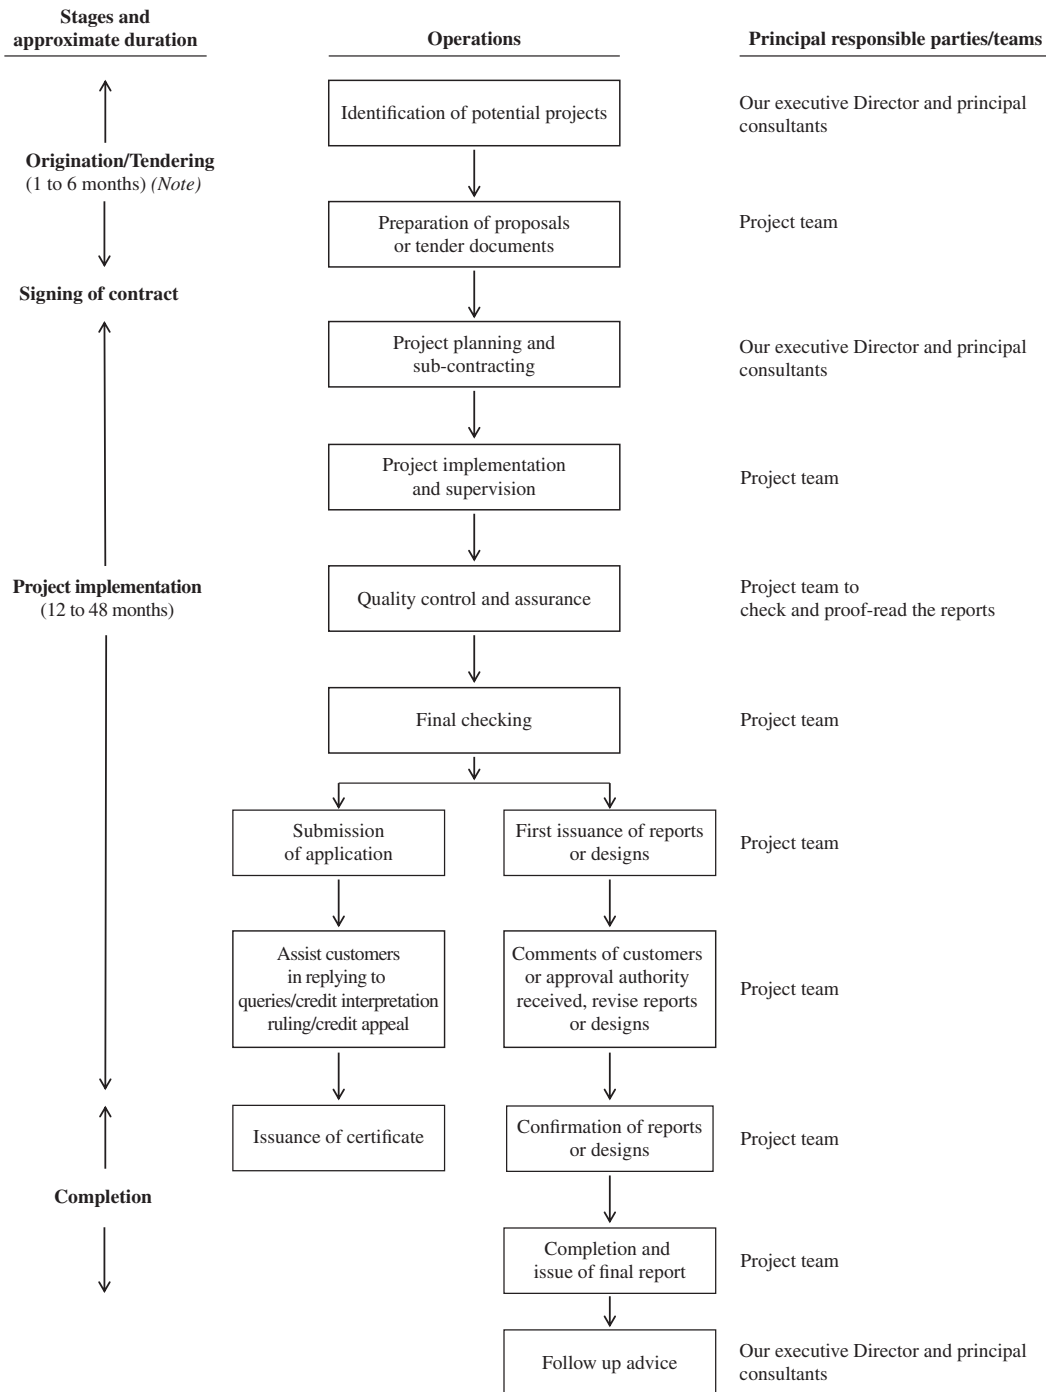 Stages and
approximate duration
Operations
Principal responsible parties/teams
Identification of potential projects
Our executive Director and principal
consultants
Origination/Tendering
(1 to 6 months) (Note)
Preparation of proposals
or tender documents
Project team
Signing of contract
Project planning and
sub-contracting
Our executive Director and principal
consultants
Project implementation
and supervision
Project team
Project implementation
(12 to 48 months)
Quality control and assurance
Project team to
check and proof-read the reports
Final checking
Project team
Submission
of application
First issuance of reports
or designs
Project team
Assist customers
in replying to
queries/credit interpretation
ruling/credit appeal
Comments of customers
or approval authority
received, revise reports
or designs
Project team
Issuance of certificate
Confirmation of reports
or designs
Project team
Completion
Completion and
issue of final report
Project team
Follow up advice
Our executive Director and principal
consultants